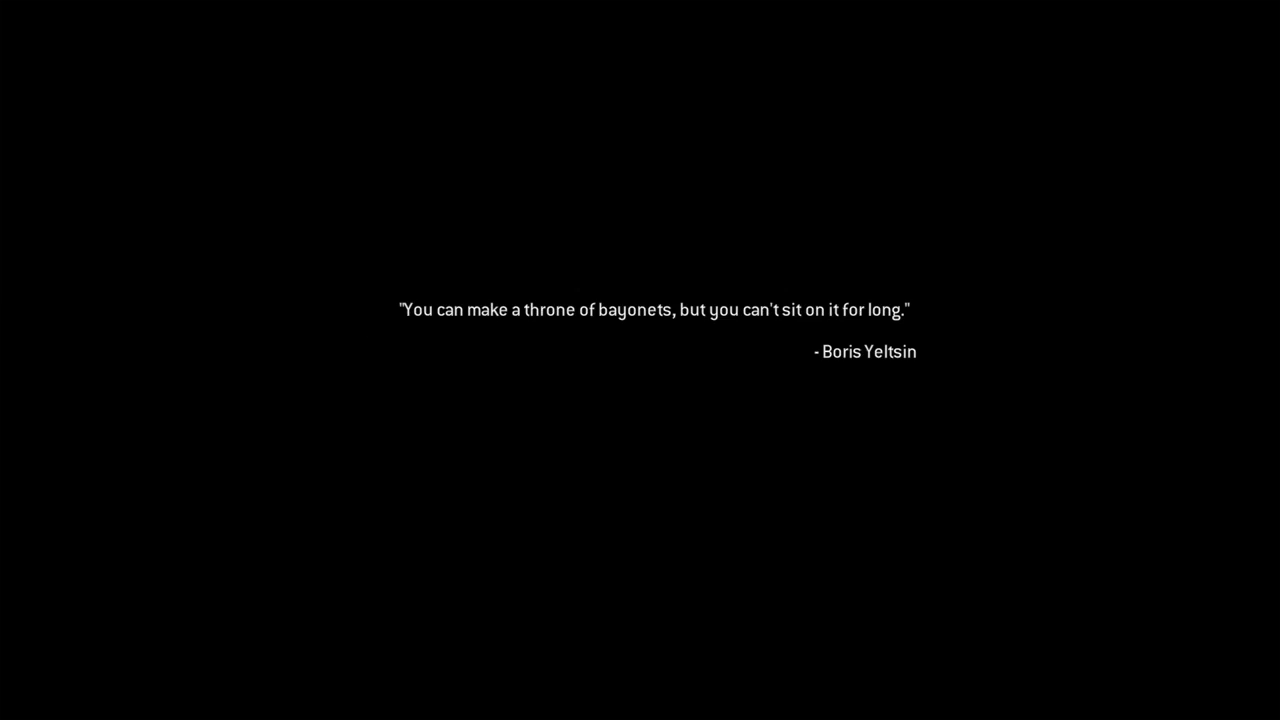 "You can make a throne of bayonets, but you can't sit on it for long."
- Boris Yeltsin